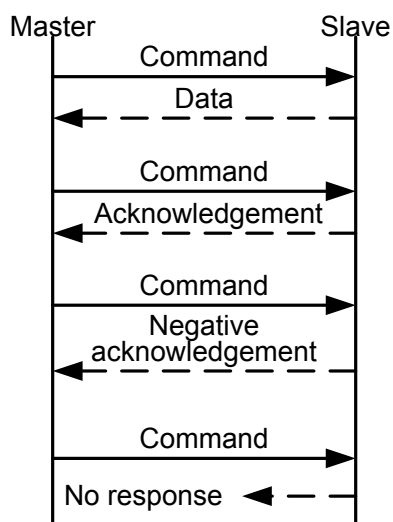 Master Slave
Command
Data
Command
Acknowledgement
Command
Negative
acknowledgement
Command
No response